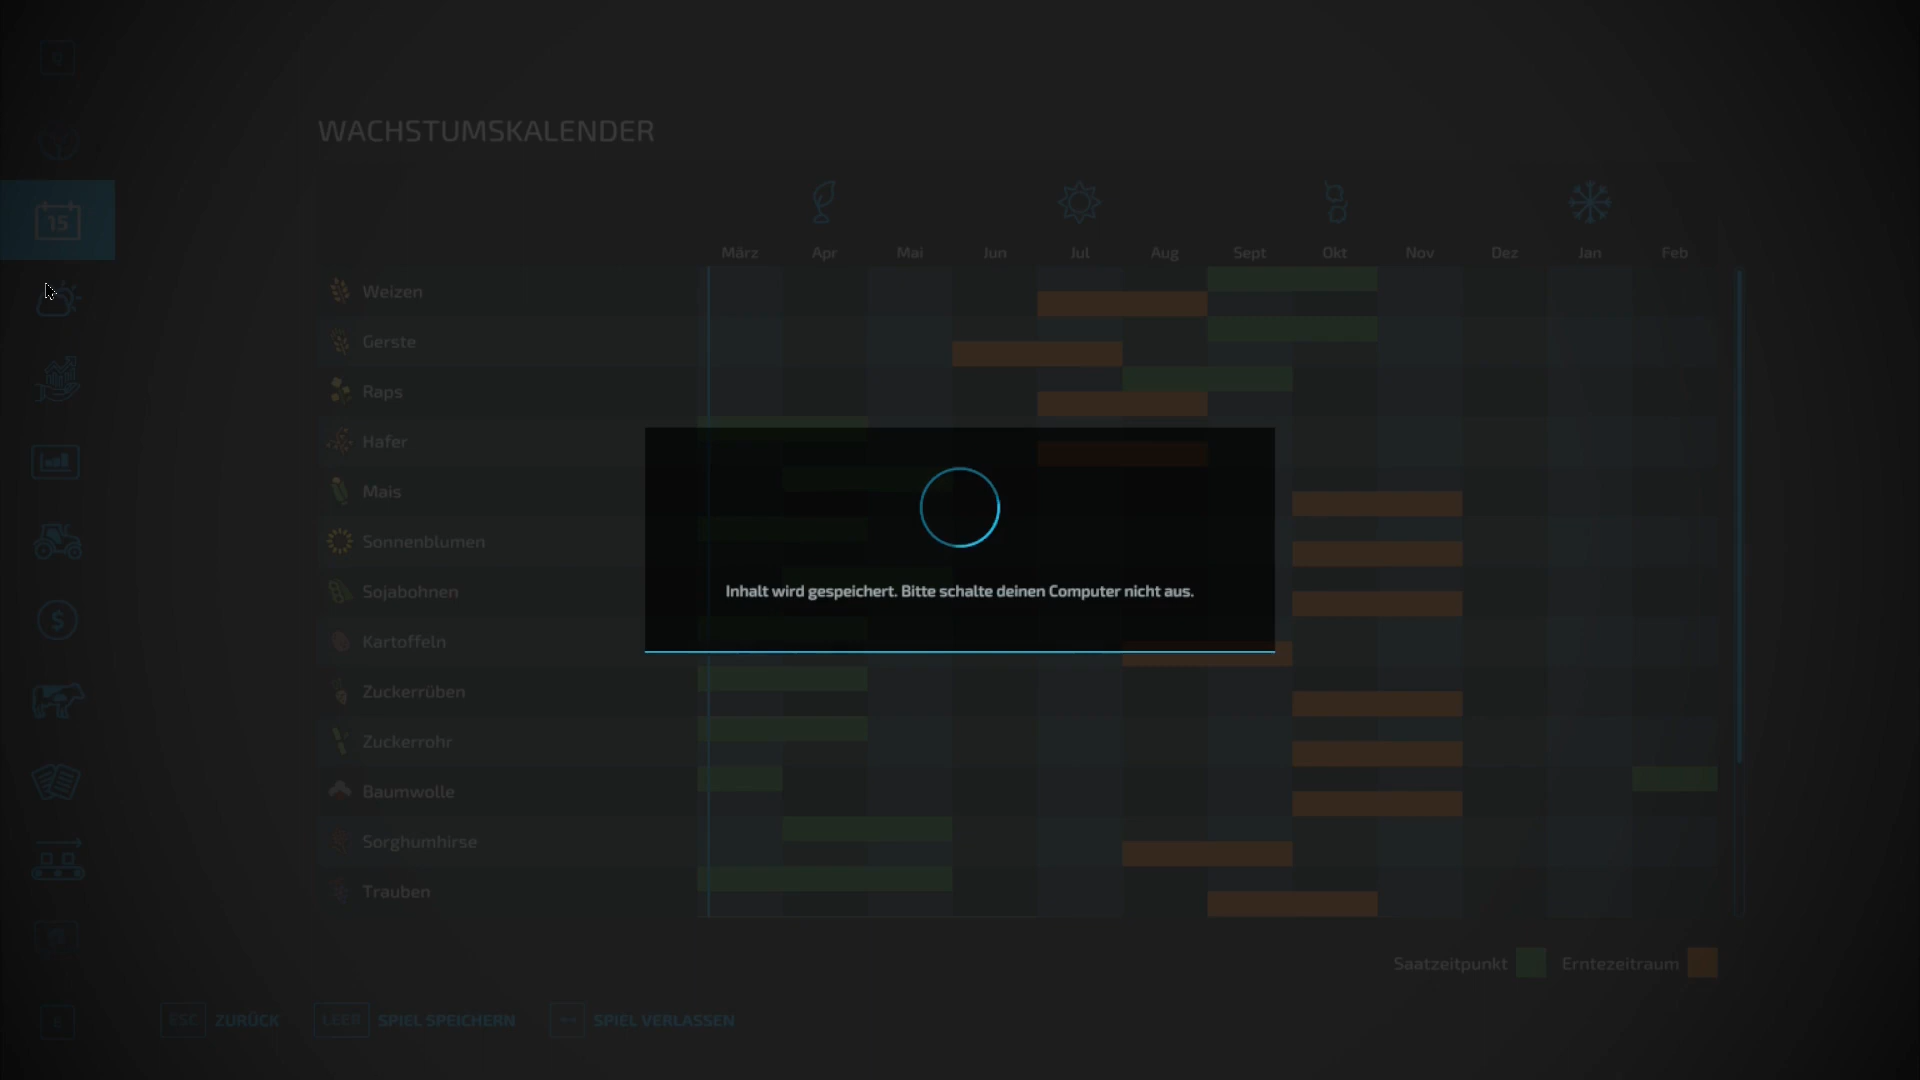 WACHSTUMSKALENDER
15
März Apr Mai Jun Jul Aug Sept Okt Nov Dez Jan Feb
Weizen
Gerste
Raps
Hafer
Mais
Sonnenblumen
Sojabohnen
Kartoffeln
Zuckerrüben
Zuckerrohr
Baumwolle
Sorghumhirse
Trauben
Inhalt wird gespeichert. Bitte schalte deinen Computer nicht aus.
$
Saatzeitpunkt Erntezeitraum
ESC ZURÜCK LEER SPIEL SPEICHERN SPIEL VERLASSEN